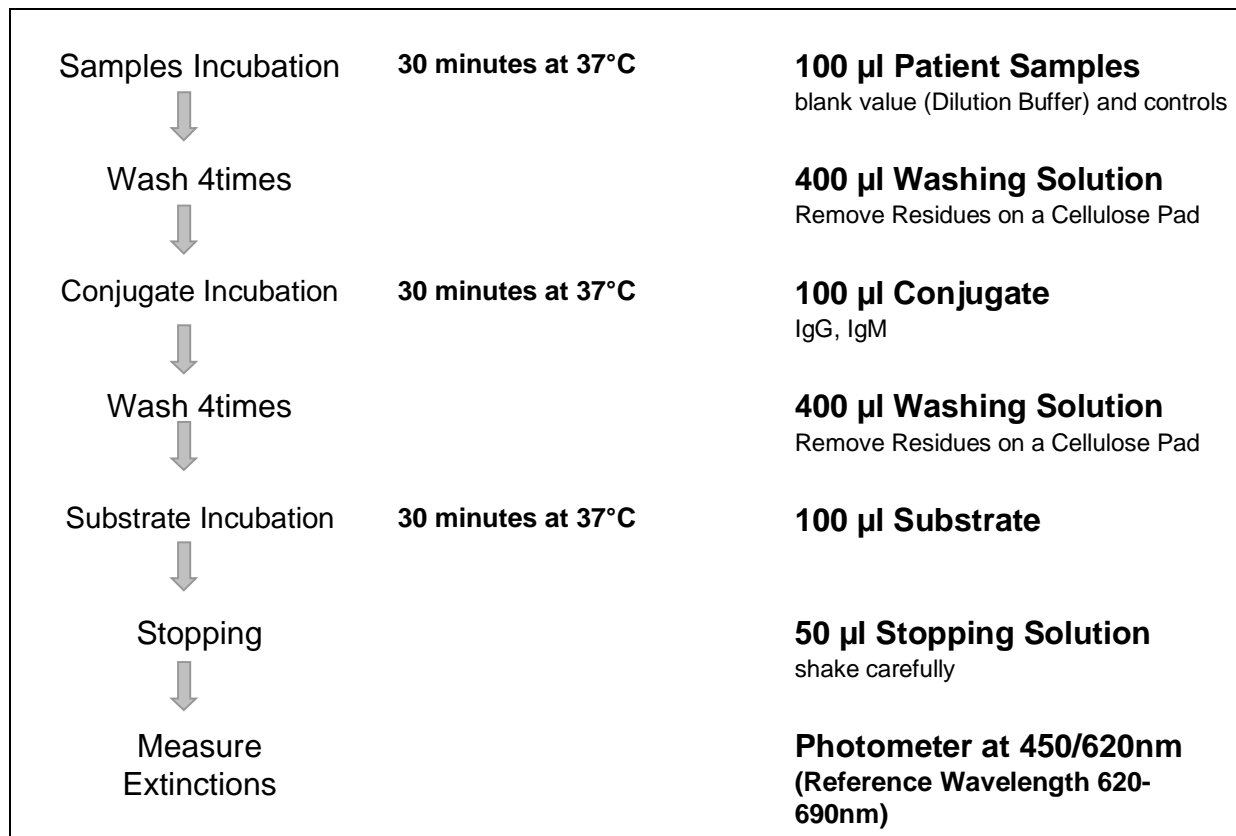 Samples Incubation 30 minutes at 37°C 100 µl Patient Samples
blank value (Dilution Buffer) and controls
Wash 4times 400 µl Washing Solution
Remove Residues on a Cellulose Pad
Conjugate Incubation 30 minutes at 37°C 100 µl Conjugate
IgG, IgM
Wash 4times 400 µl Washing Solution
Remove Residues on a Cellulose Pad
Substrate Incubation 30 minutes at 37°C 100 µl Substrate
Stopping 50 µl Stopping Solution
shake carefully
Measure Photometer at 450/620nm
Extinctions (Reference Wavelength 620-
690nm)